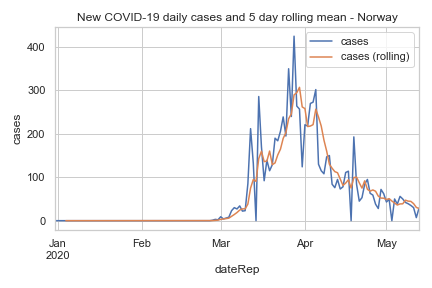 New COVID-19 daily cases and 5 day rolling mean - Norway
cases
cases (rolling)
cases
400
300
200
100
0
Jan
2020
Feb
Mar
Apr
May
dateRep